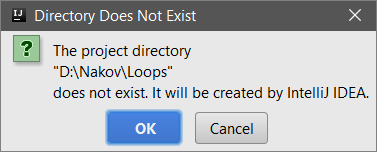 IJ Directory Does Not Exist
The project directory
"D:\Nakov\Loops"
does not exist. It will be created by IntelliJ IDEA.
OK Cancel